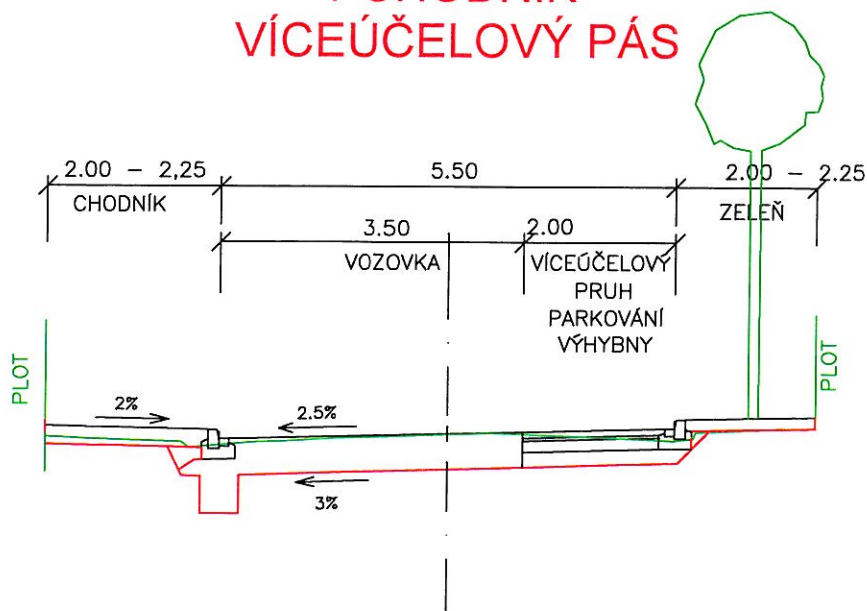 VÍCEÚČELOVÝ PÁS
2.00 – 2,25
5.50
2.00 – 2.25
CHODNÍK
ZELEŇ
3.50
2.00
VOZOVKA
VÍCEÚČELOVÝ
PRUH
PARKOVÁNÍ
VÝHYBNY
PLOT
PLOT
2%
2.5%
3%